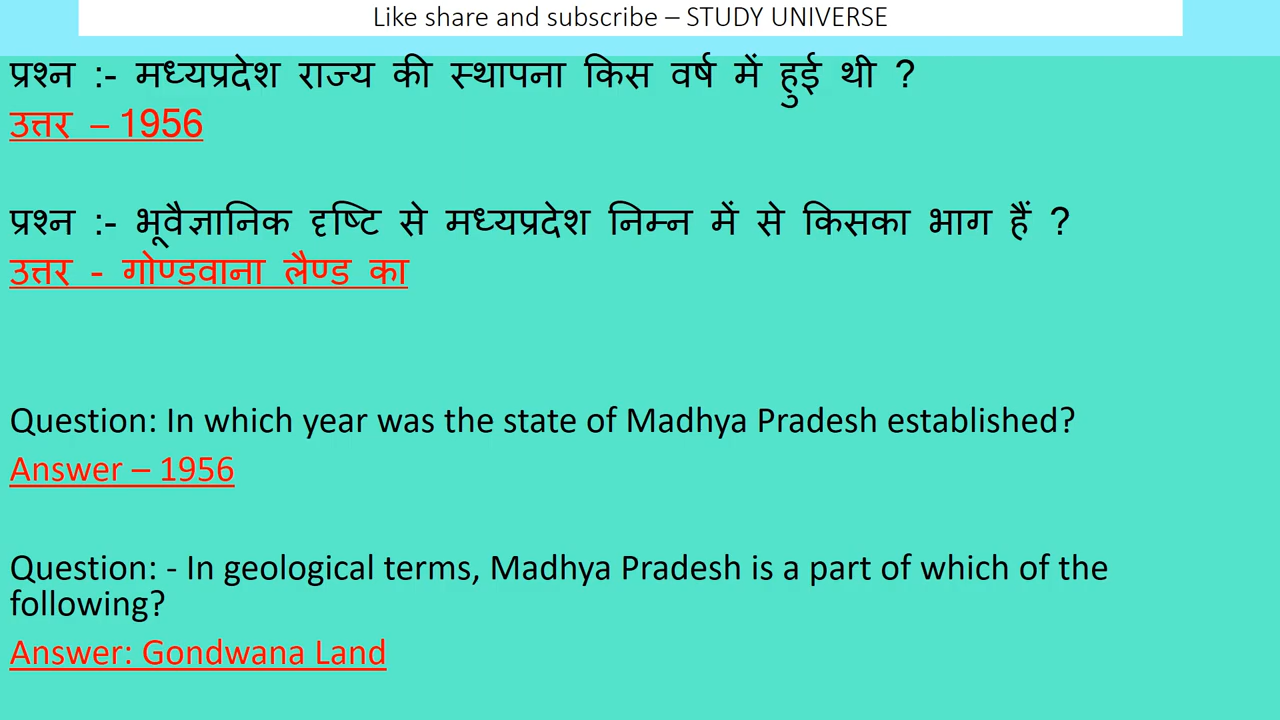 Like share and subscribe – STUDY UNIVERSE
प्रश्न :- मध्यप्रदेश राज्य की स्थापना किस वर्ष में हुई थी ?
उत्तर – 1956
प्रश्न :- भूवैज्ञानिक दृष्टि से मध्यप्रदेश निम्न में से किसका भाग हैं ?
उत्तर - गोण्डवाना लैण्ड का
Question: In which year was the state of Madhya Pradesh established?
Answer – 1956
Question: - In geological terms, Madhya Pradesh is a part of which of the
following?
Answer: Gondwana Land